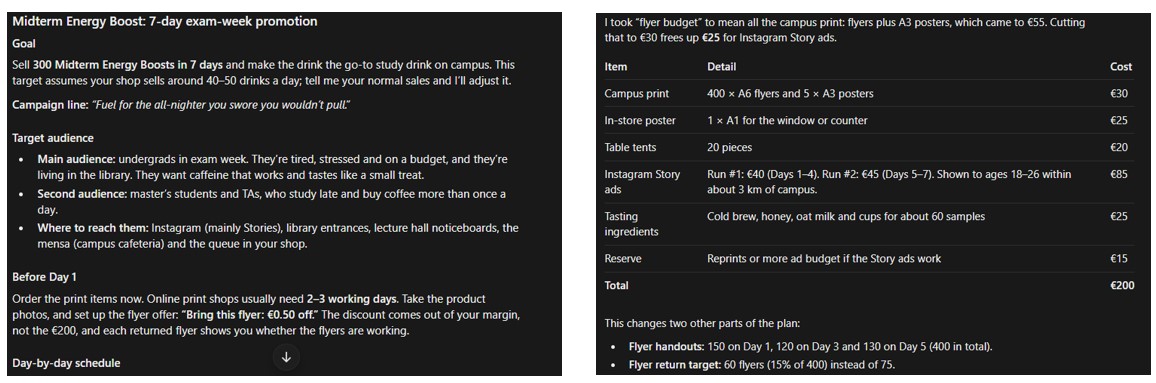 Midterm Energy Boost: 7-day exam-week promotion
Goal
Sell 300 Midterm Energy Boosts in 7 days and make the drink the go-to study drink on campus. This
target assumes your shop sells around 40–50 drinks a day; tell me your normal sales and I'll adjust it.
Campaign line: “Fuel for the all-nighter you swore you wouldn't pull.”
Target audience
• Main audience: undergrads in exam week. They're tired, stressed and on a budget, and they're
living in the library. They want caffeine that works and tastes like a small treat.
• Second audience: master's students and TAs, who study late and buy coffee more than once a
day.
• Where to reach them: Instagram (mainly Stories), library entrances, lecture hall noticeboards, the
mensa (campus cafeteria) and the queue in your shop.
Before Day 1
Order the print items now. Online print shops usually need 2–3 working days. Take the product
photos, and set up the flyer offer: “Bring this flyer: €0.50 off.” The discount comes out of your margin,
not the €200, and each returned flyer shows you whether the flyers are working.
Day-by-day schedule
I took “flyer budget” to mean all the campus print: flyers plus A3 posters, which came to €55. Cutting
that to €30 frees up €25 for Instagram Story ads.
Item Detail Cost
Campus print 400 × A6 flyers and 5 × A3 posters €30
In-store poster 1 × A1 for the window or counter €25
Table tents 20 pieces €20
Instagram Story Run #1: €40 (Days 1–4). Run #2: €45 (Days 5–7). Shown to ages 18–26 within €85
ads about 3 km of campus.
Tasting Cold brew, honey, oat milk and cups for about 60 samples €25
ingredients
Reserve Reprints or more ad budget if the Story ads work €15
Total €200
This changes two other parts of the plan:
• Flyer handouts: 150 on Day 1, 120 on Day 3 and 130 on Day 5 (400 in total).
• Flyer return target: 60 flyers (15% of 400) instead of 75.